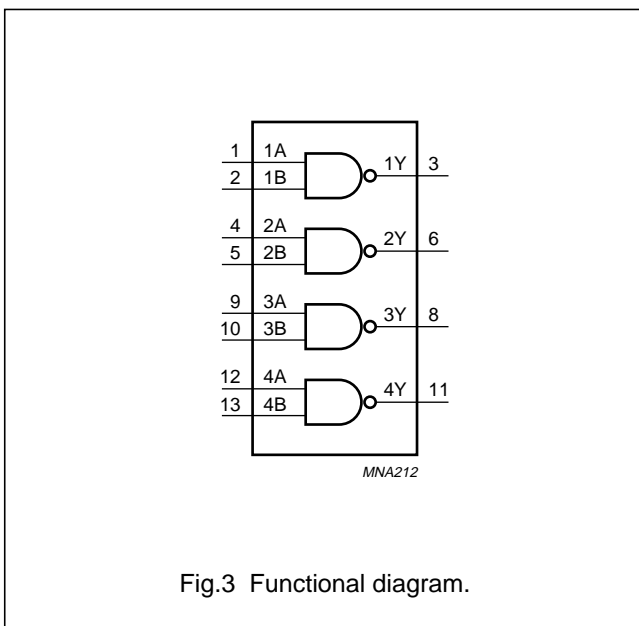 1 1A 1Y 3
2 1B
4 2A 2Y 6
5 2B
9 3A 3Y 8
10 3B
12 4A 4Y 11
13 4B
MNA212
Fig.3 Functional diagram.